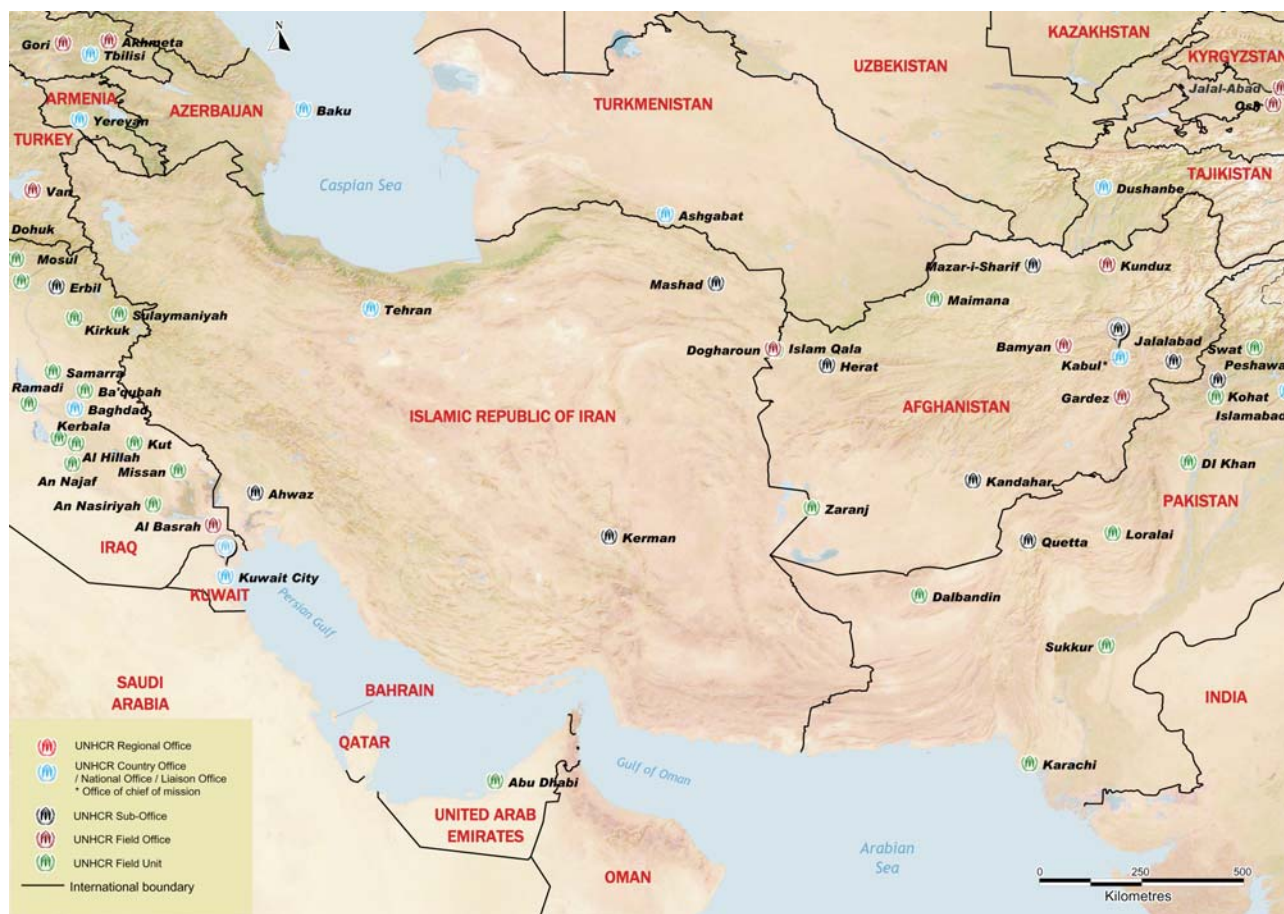 N
KAZAKHSTAN
Gori
Akhmeta
Tbilisi
KYRGYZSTAN
UZBEKISTAN
Jalal-Abad
ARMENIA
AZERBAIJAN
Baku
TURKMENISTAN
Osh
Yerevan
TURKEY
TAJIKISTAN
Van
Caspian Sea
Dushanbe
Ashgabat
Dohuk
Mosul
Mazar-i-Sharif
Kunduz
Erbil
Mashad
Maimana
Tehran
Sulaymaniyah
Kirkuk
Jalalabad
Dogharoun
Islam Qala
Bamyan
Swat
Herat
Kabul*
Peshawa
Samarra
Ramadi
Ba'qubah
Gardez
Kohat
Baghdad
ISLAMIC REPUBLIC OF IRAN
AFGHANISTAN
Islamabad
Kerbala
Kut
Al Hillah
Missan
DI Khan
An Najaf
Kandahar
Ahwaz
PAKISTAN
An Nasiriyah
Zaranj
Al Basrah
Kerman
Loralai
IRAQ
Quetta
Kuwait City
KUWAIT
Dalbandin
Persian Gulf
Sukkur
SAUDI
ARABIA
BAHRAIN
INDIA
QATAR
Gulf of Oman
Karachi
Abu Dhabi
UNITED ARAB
EMIRATES
Arabian
Sea
OMAN
UNHCR Regional Office
UNHCR Country Office
/ National Office / Liaison Office
* Office of chief of mission
UNHCR Sub-Office
UNHCR Field Office
UNHCR Field Unit
International boundary
0 250 500
Kilometres